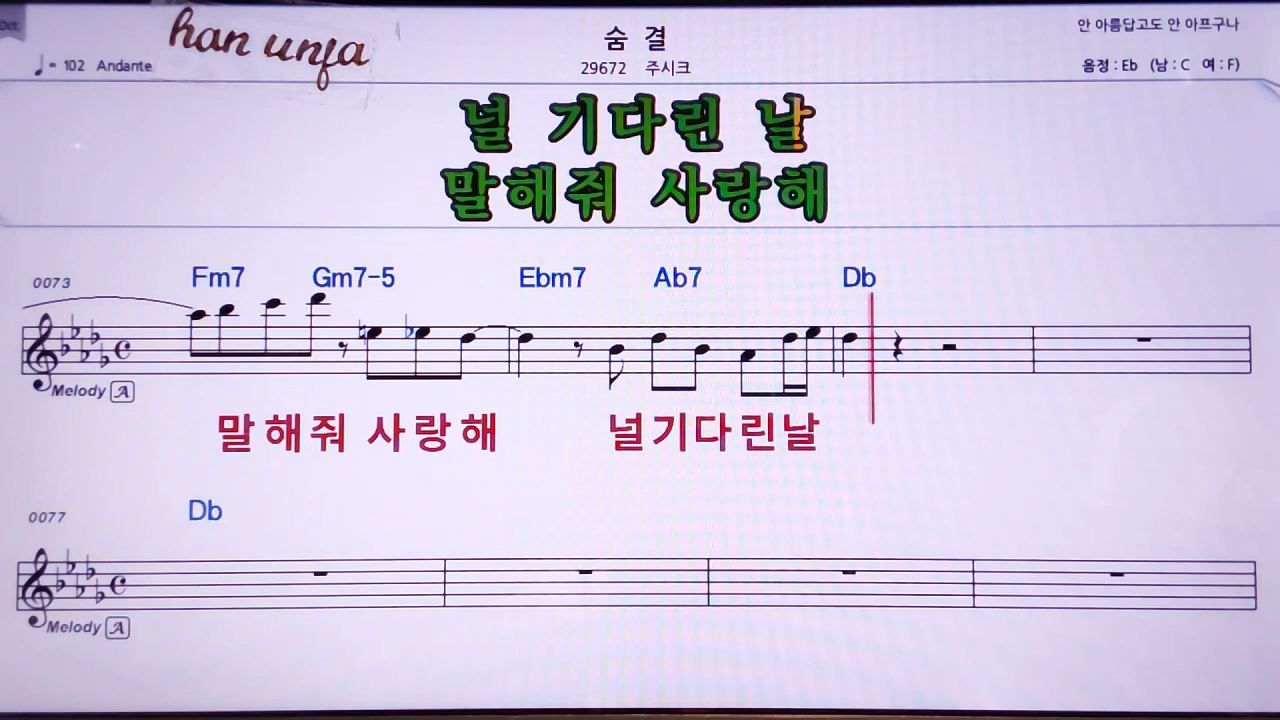 han unfa
숨 결
안 아름답고도 안 아프구나
♩= 102 Andante
29672 주시크
음정 : Eb (남 : C 여 : F)
널 기다린 날
말해줘 사랑해
0073
Fm7 Gm7-5 Ebm7 Ab7 Db
Melody A
말해줘 사랑해 널기다린날
0077
Db
Melody A